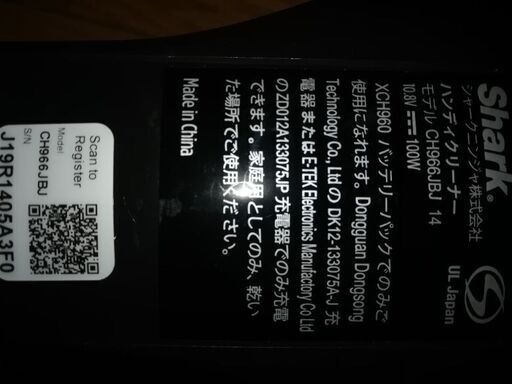 Shark®
シャークニンジャ株式会社
ハンディクリーナー
モデル CH966JBJ 14
10.8V ⎓ 100W
UL Japan
XCH960 バッテリーパックでのみご
使用になれます。Dongguan Dongsong
Technology Co., Ltd の DK12-133075A-J 充
電器 または E-TEK Electronics Manufactory Co Ltd
の ZD012A133075JP 充電器でのみ充電
できます。家庭用としてのみ、乾い
た場所でご使用ください。
Made in China
Scan to
Register
Model:
CH966JBJ
S/N:
J19R1405A3F0